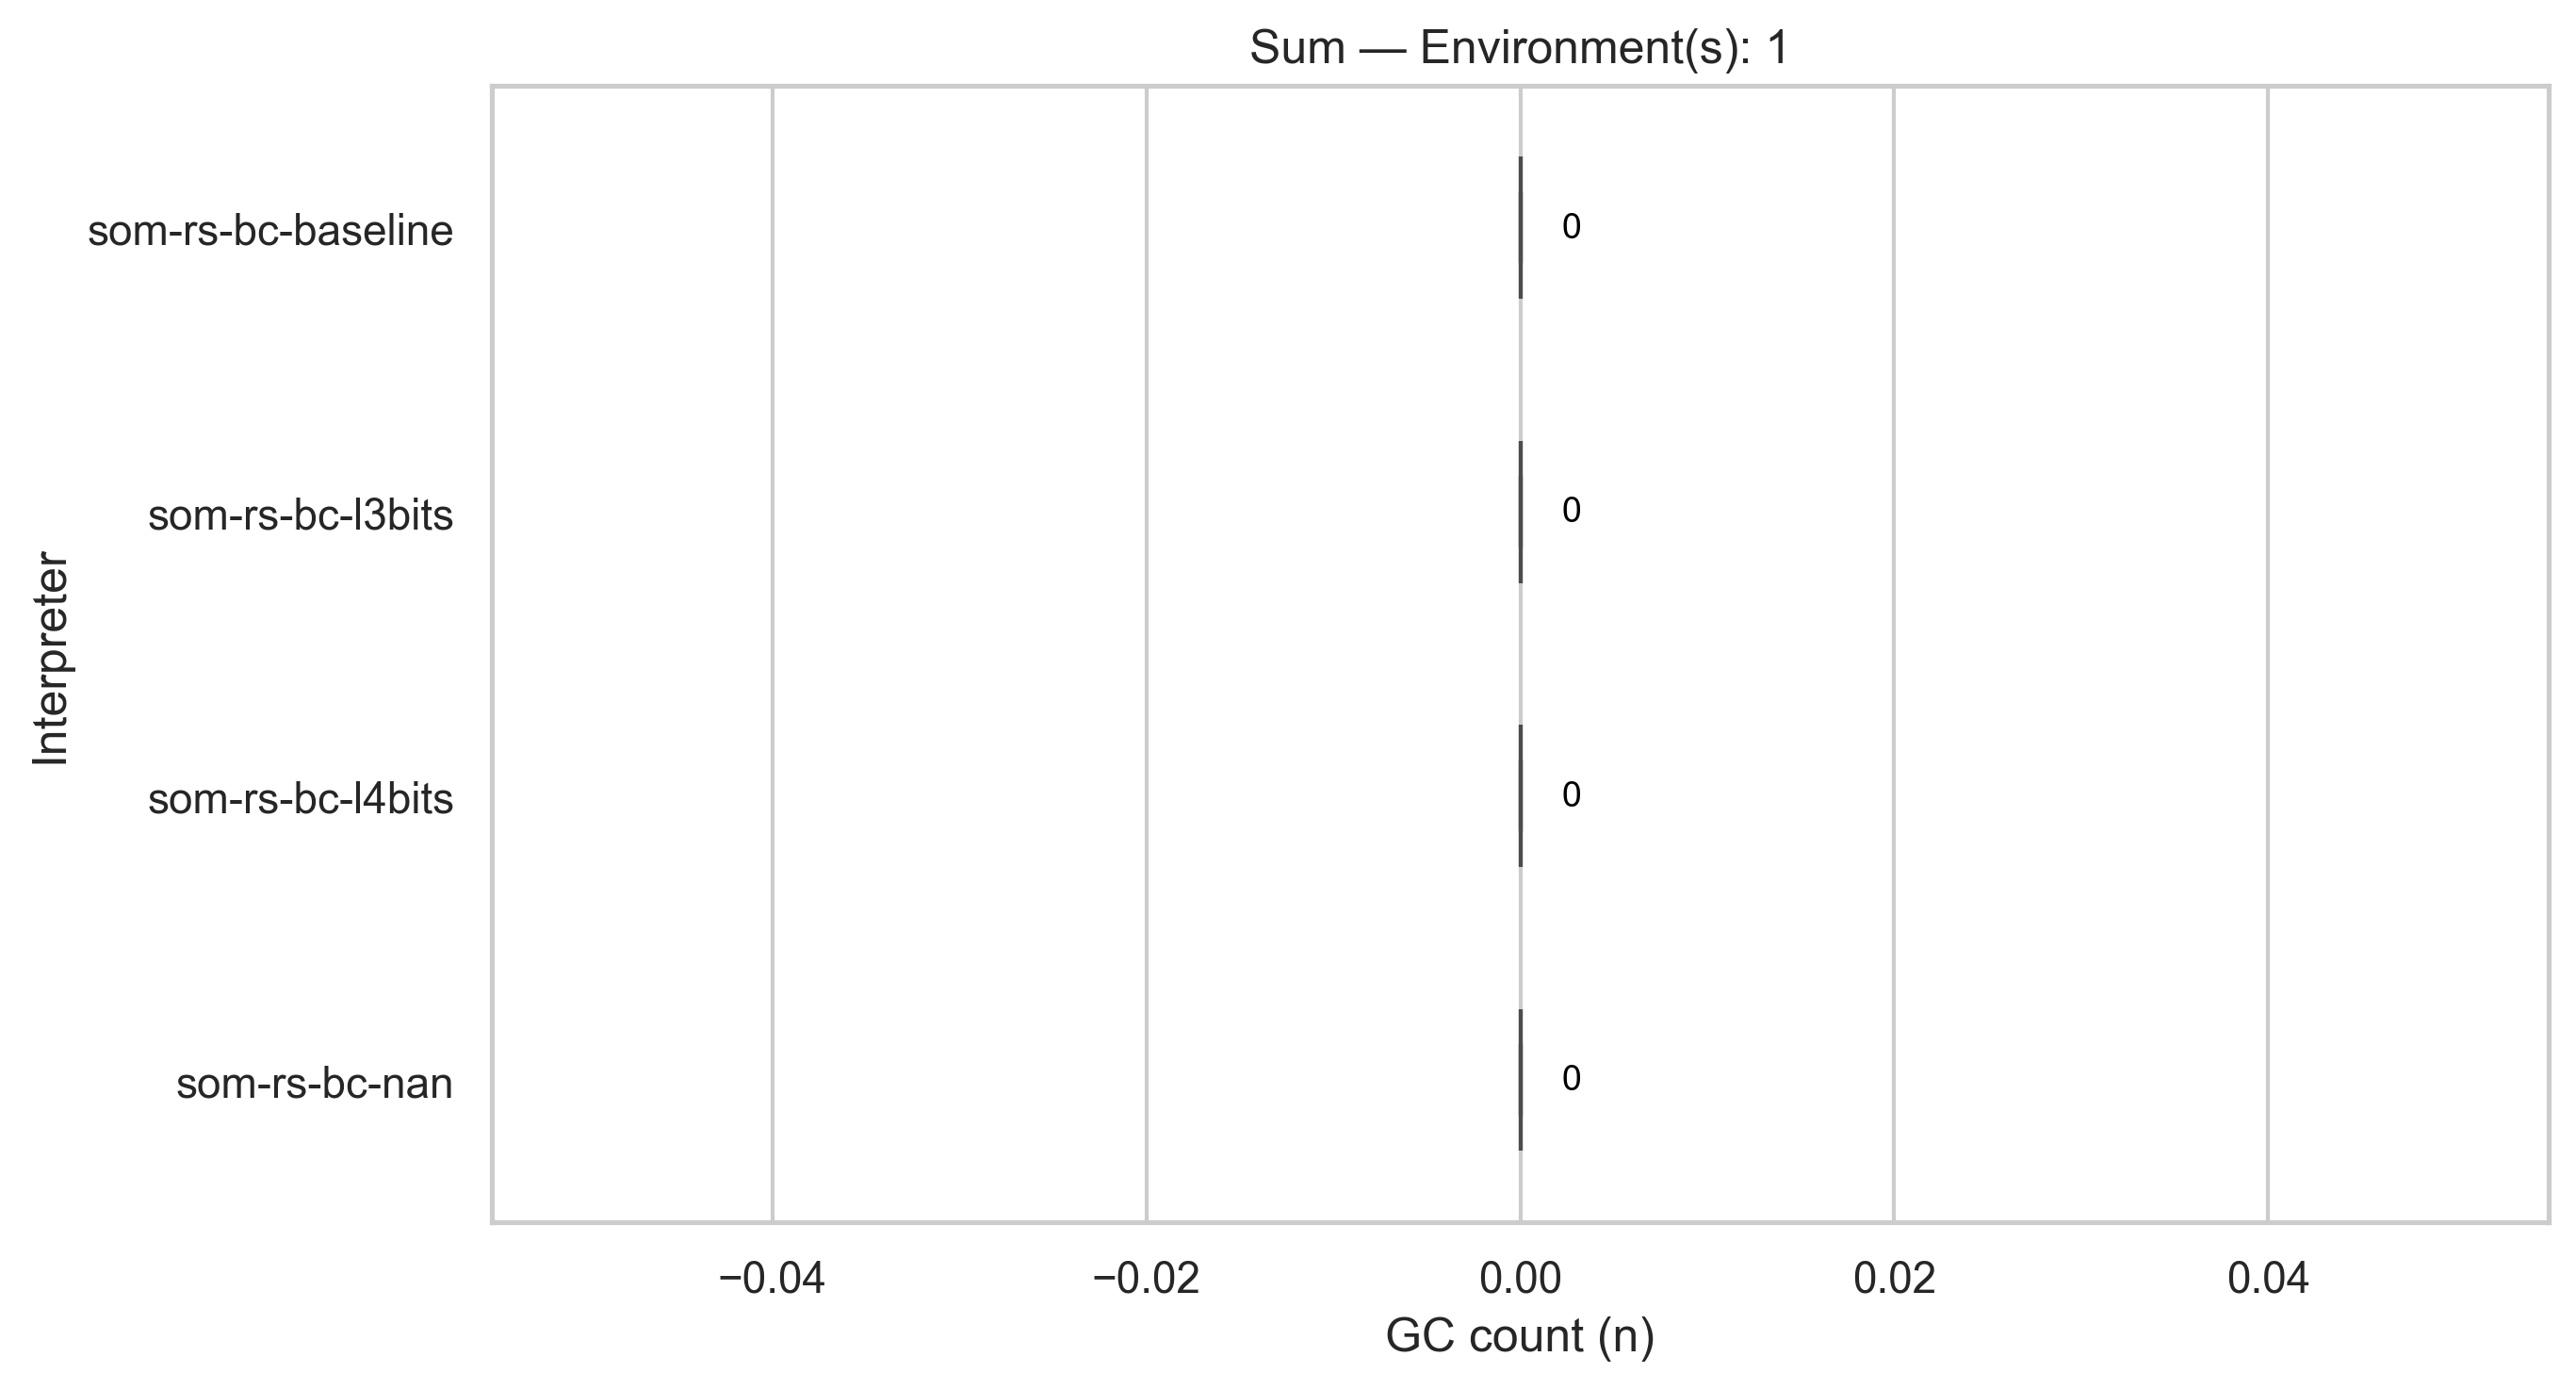 Sum — Environment(s): 1
Interpreter
som-rs-bc-baseline
0
som-rs-bc-l3bits
0
som-rs-bc-l4bits
0
som-rs-bc-nan
0
−0.04
−0.02
0.00
0.02
0.04
GC count (n)